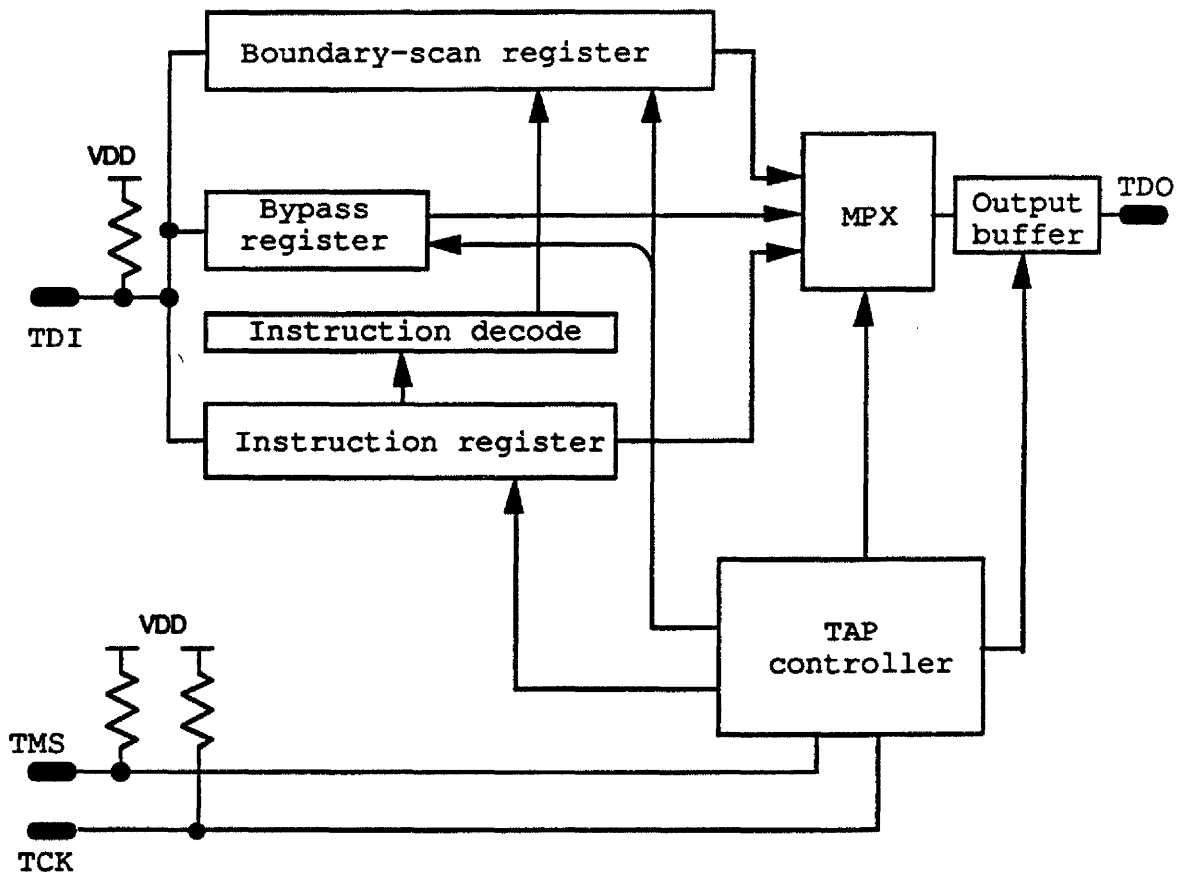 Boundary-scan register
VDD
Bypass
register
MPX
Output
buffer
TDO
TDI
Instruction decode
Instruction register
VDD
TAP
controller
TMS
TCK